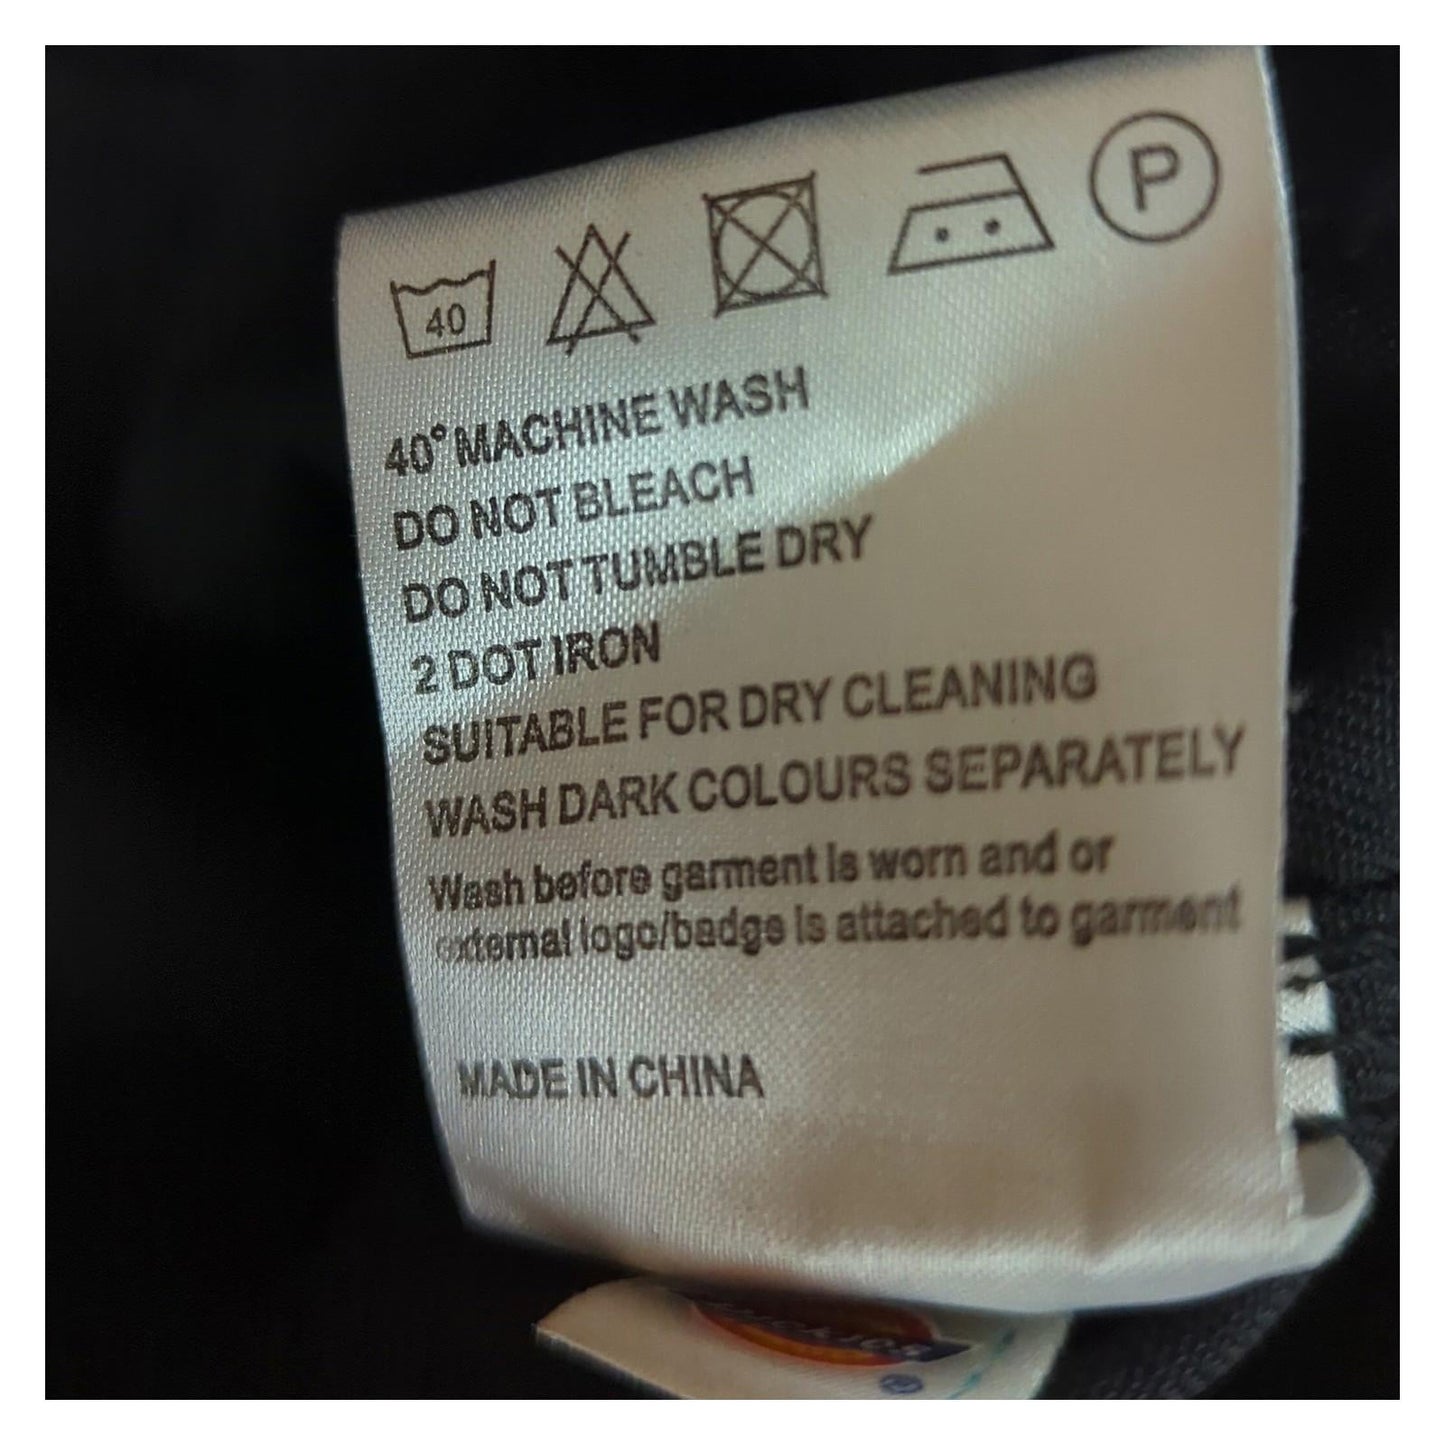 40
P
40° MACHINE WASH
DO NOT BLEACH
DO NOT TUMBLE DRY
2 DOT IRON
SUITABLE FOR DRY CLEANING
WASH DARK COLOURS SEPARATELY
Wash before garment is worn and or
external logo/badge is attached to garment
MADE IN CHINA
Dickies
®